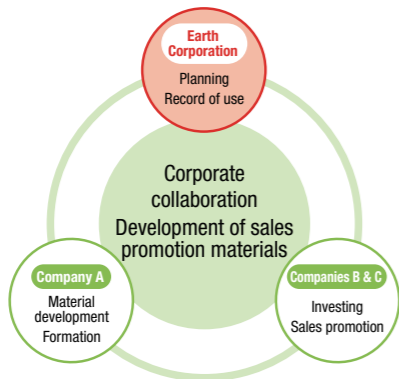 Earth
Corporation
Planning
Record of use
Corporate
collaboration
Development of sales
promotion materials
Company A
Material
development
Formation
Companies B & C
Investing
Sales promotion